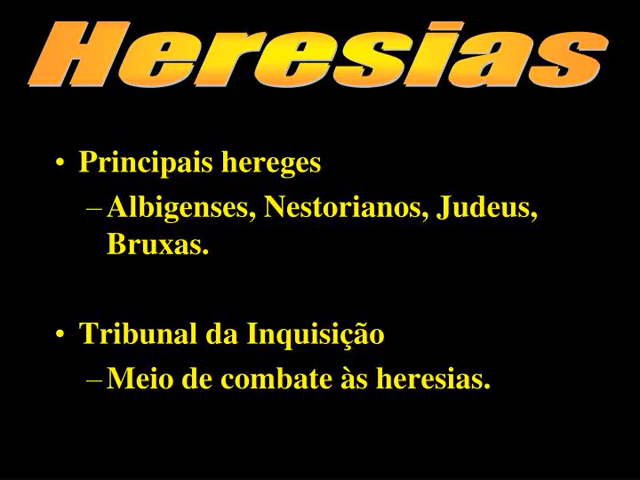 Heresias
• Principais hereges
–Albigenses, Nestorianos, Judeus,
Bruxas.
• Tribunal da Inquisição
–Meio de combate às heresias.